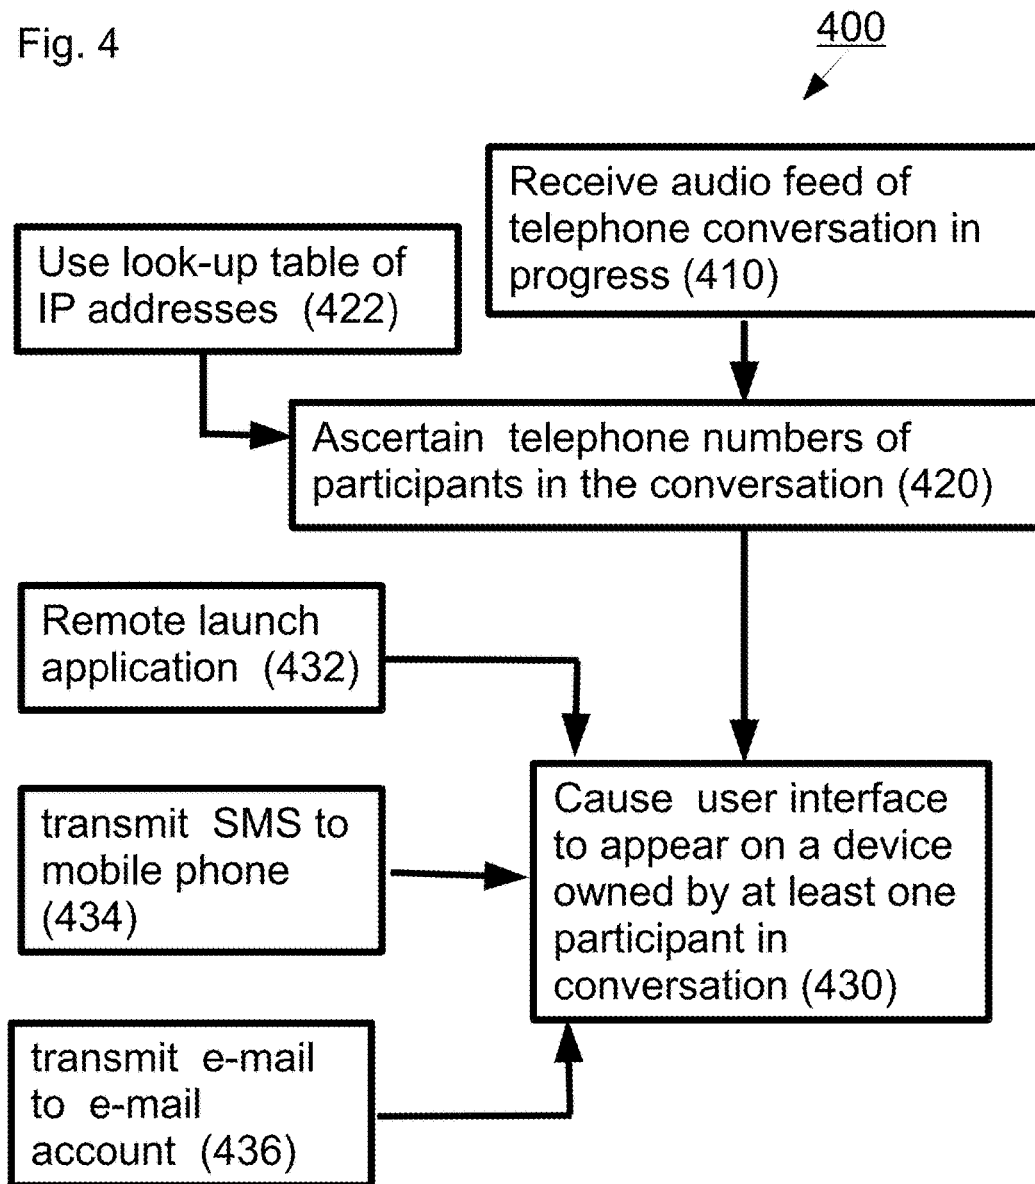 Fig. 4
400
Receive audio feed of
telephone conversation in
progress (410)
Use look-up table of
IP addresses (422)
Ascertain telephone numbers of
participants in the conversation (420)
Remote launch
application (432)
transmit SMS to
mobile phone
(434)
Cause user interface
to appear on a device
owned by at least one
participant in
conversation (430)
transmit e-mail
to e-mail
account (436)